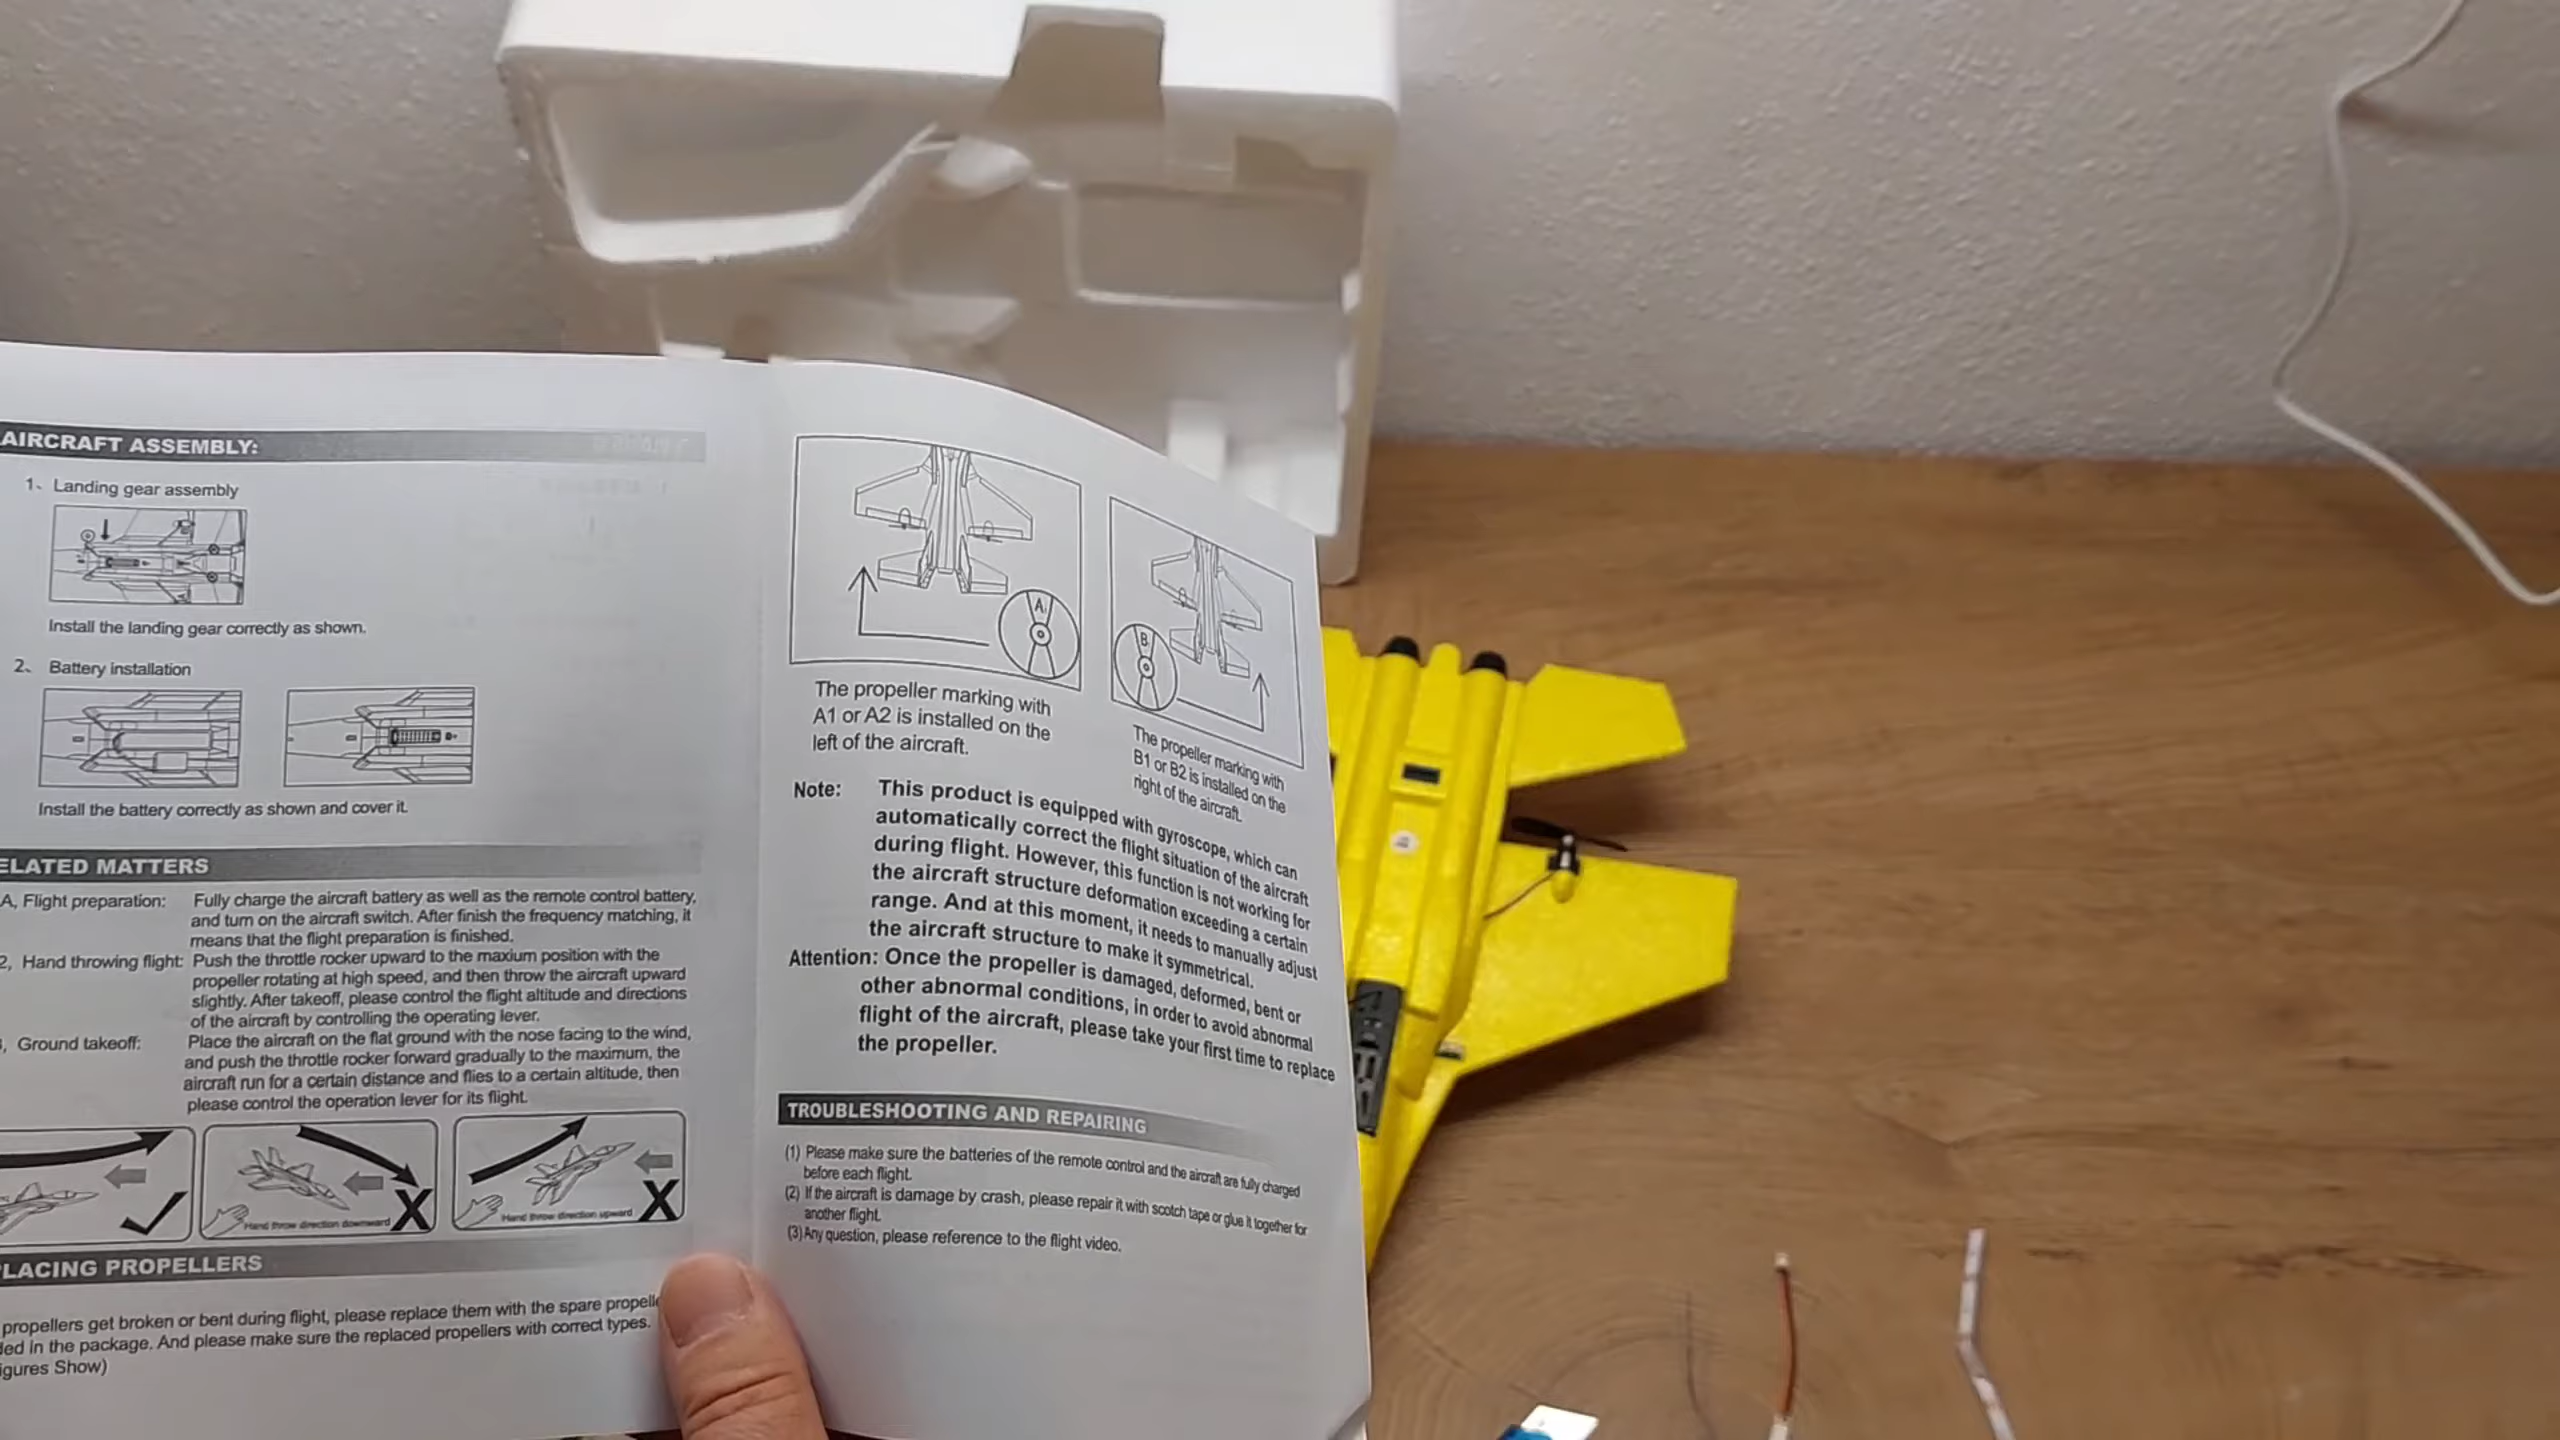 AIRCRAFT ASSEMBLY:
1、 Landing gear assembly
Install the landing gear correctly as shown.
2、 Battery installation
Install the battery correctly as shown and cover it.
ELATED MATTERS
A, Flight preparation: Fully charge the aircraft battery as well as the remote control battery,
and turn on the aircraft switch. After finish the frequency matching, it
means that the flight preparation is finished.
2, Hand throwing flight: Push the throttle rocker upward to the maxium position with the
propeller rotating at high speed, and then throw the aircraft upward
slightly. After takeoff, please control the flight altitude and directions
of the aircraft by controlling the operating lever.
, Ground takeoff: Place the aircraft on the flat ground with the nose facing to the wind,
and push the throttle rocker forward gradually to the maximum, the
aircraft run for a certain distance and flies to a certain altitude, then
please control the operation lever for its flight.
Hand throw direction downward X
Hand throw direction upward X
LACING PROPELLERS
propellers get broken or bent during flight, please replace them with the spare propelle
ded in the package. And please make sure the replaced propellers with correct types.
igures Show)
A
B
The propeller marking with
A1 or A2 is installed on the
left of the aircraft.
The propeller marking with
B1 or B2 is installed on the
right of the aircraft.
Note: This product is equipped with gyroscope, which can
automatically correct the flight situation of the aircraft
during flight. However, this function is not working for
the aircraft structure deformation exceeding a certain
range. And at this moment, it needs to manually adjust
the aircraft structure to make it symmetrical.
Attention: Once the propeller is damaged, deformed, bent or
other abnormal conditions, in order to avoid abnormal
flight of the aircraft, please take your first time to replace
the propeller.
TROUBLESHOOTING AND REPAIRING
(1) Please make sure the batteries of the remote control and the aircraft are fully charged
before each flight.
(2) If the aircraft is damage by crash, please repair it with scotch tape or glue it together for
another flight.
(3) Any question, please reference to the flight video.